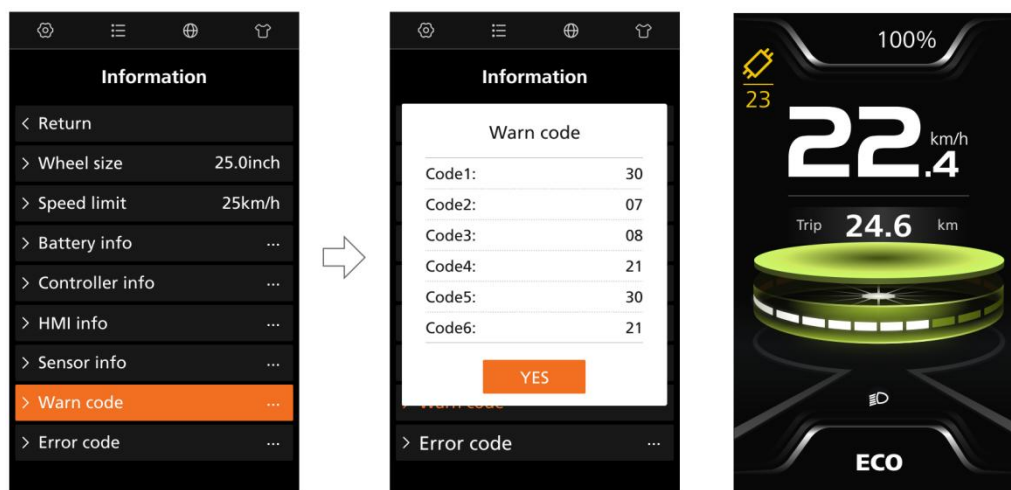 Information
< Return
> Wheel size 25.0inch
> Speed limit 25km/h
> Battery info ...
> Controller info ...
> HMI info ...
> Sensor info ...
> Warn code ...
> Error code ...
Information
Warn code
Code1: 30
Code2: 07
Code3: 08
Code4: 21
Code5: 30
Code6: 21
YES
> Warn code
> Error code ...
100%
23
22.4 km/h
Trip 24.6 km
ECO